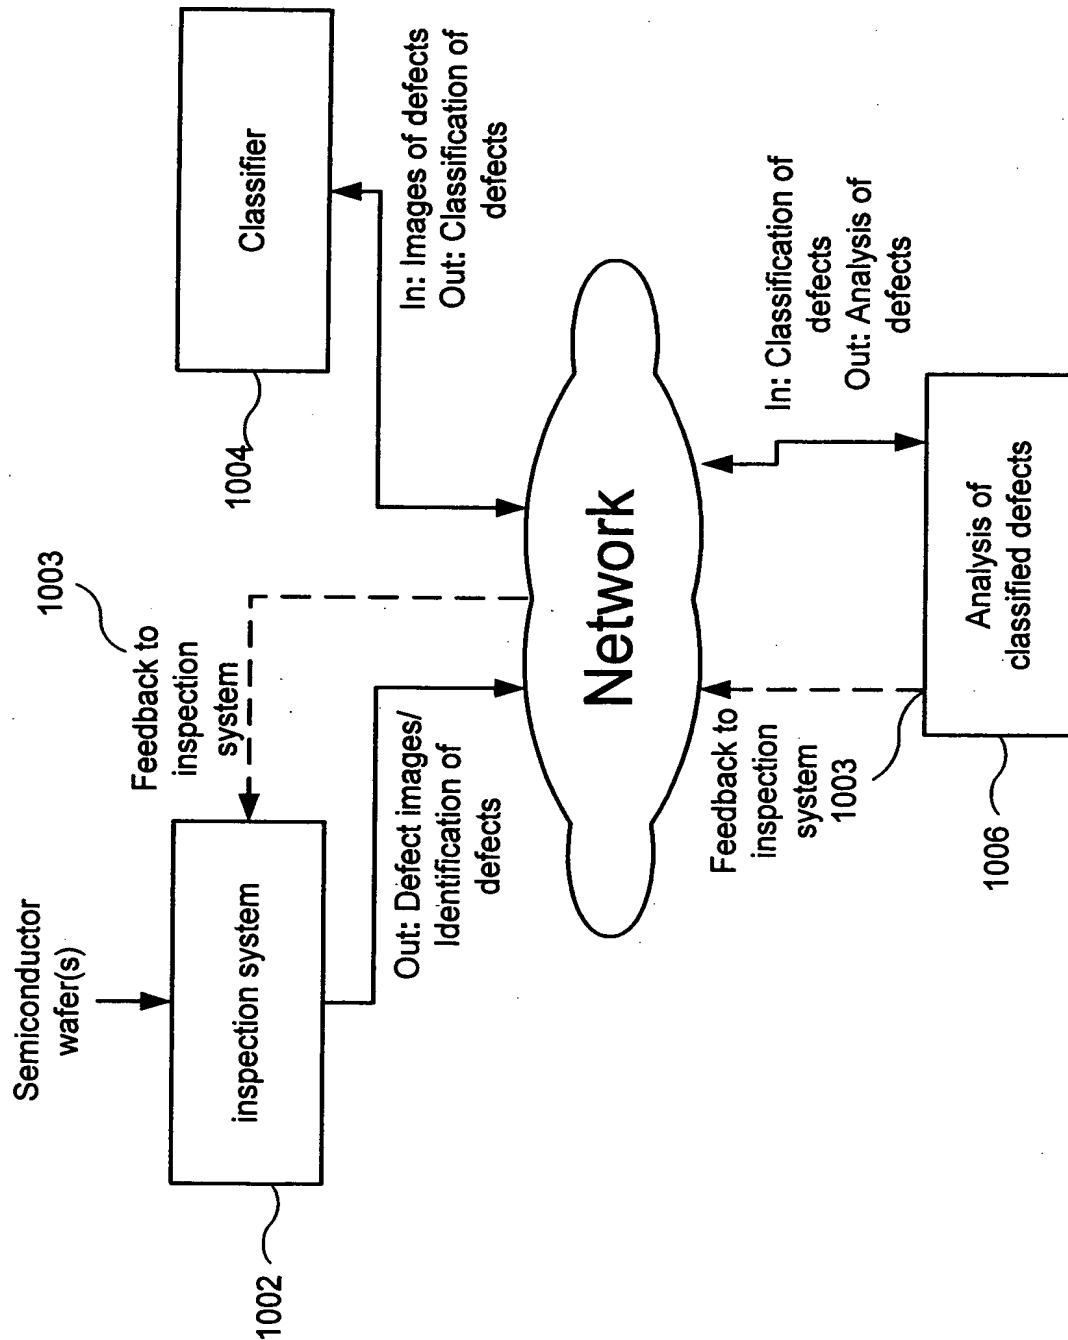 Semiconductor
wafer(s)
inspection system
1002
Feedback to
inspection
system
1003
Out: Defect images/
Identification of
defects
Classifier
1004
In: Images of defects
Out: Classification of
defects
Network
Feedback to
inspection
system
1003
In: Classification of
defects
Out: Analysis of
defects
Analysis of
classified defects
1006